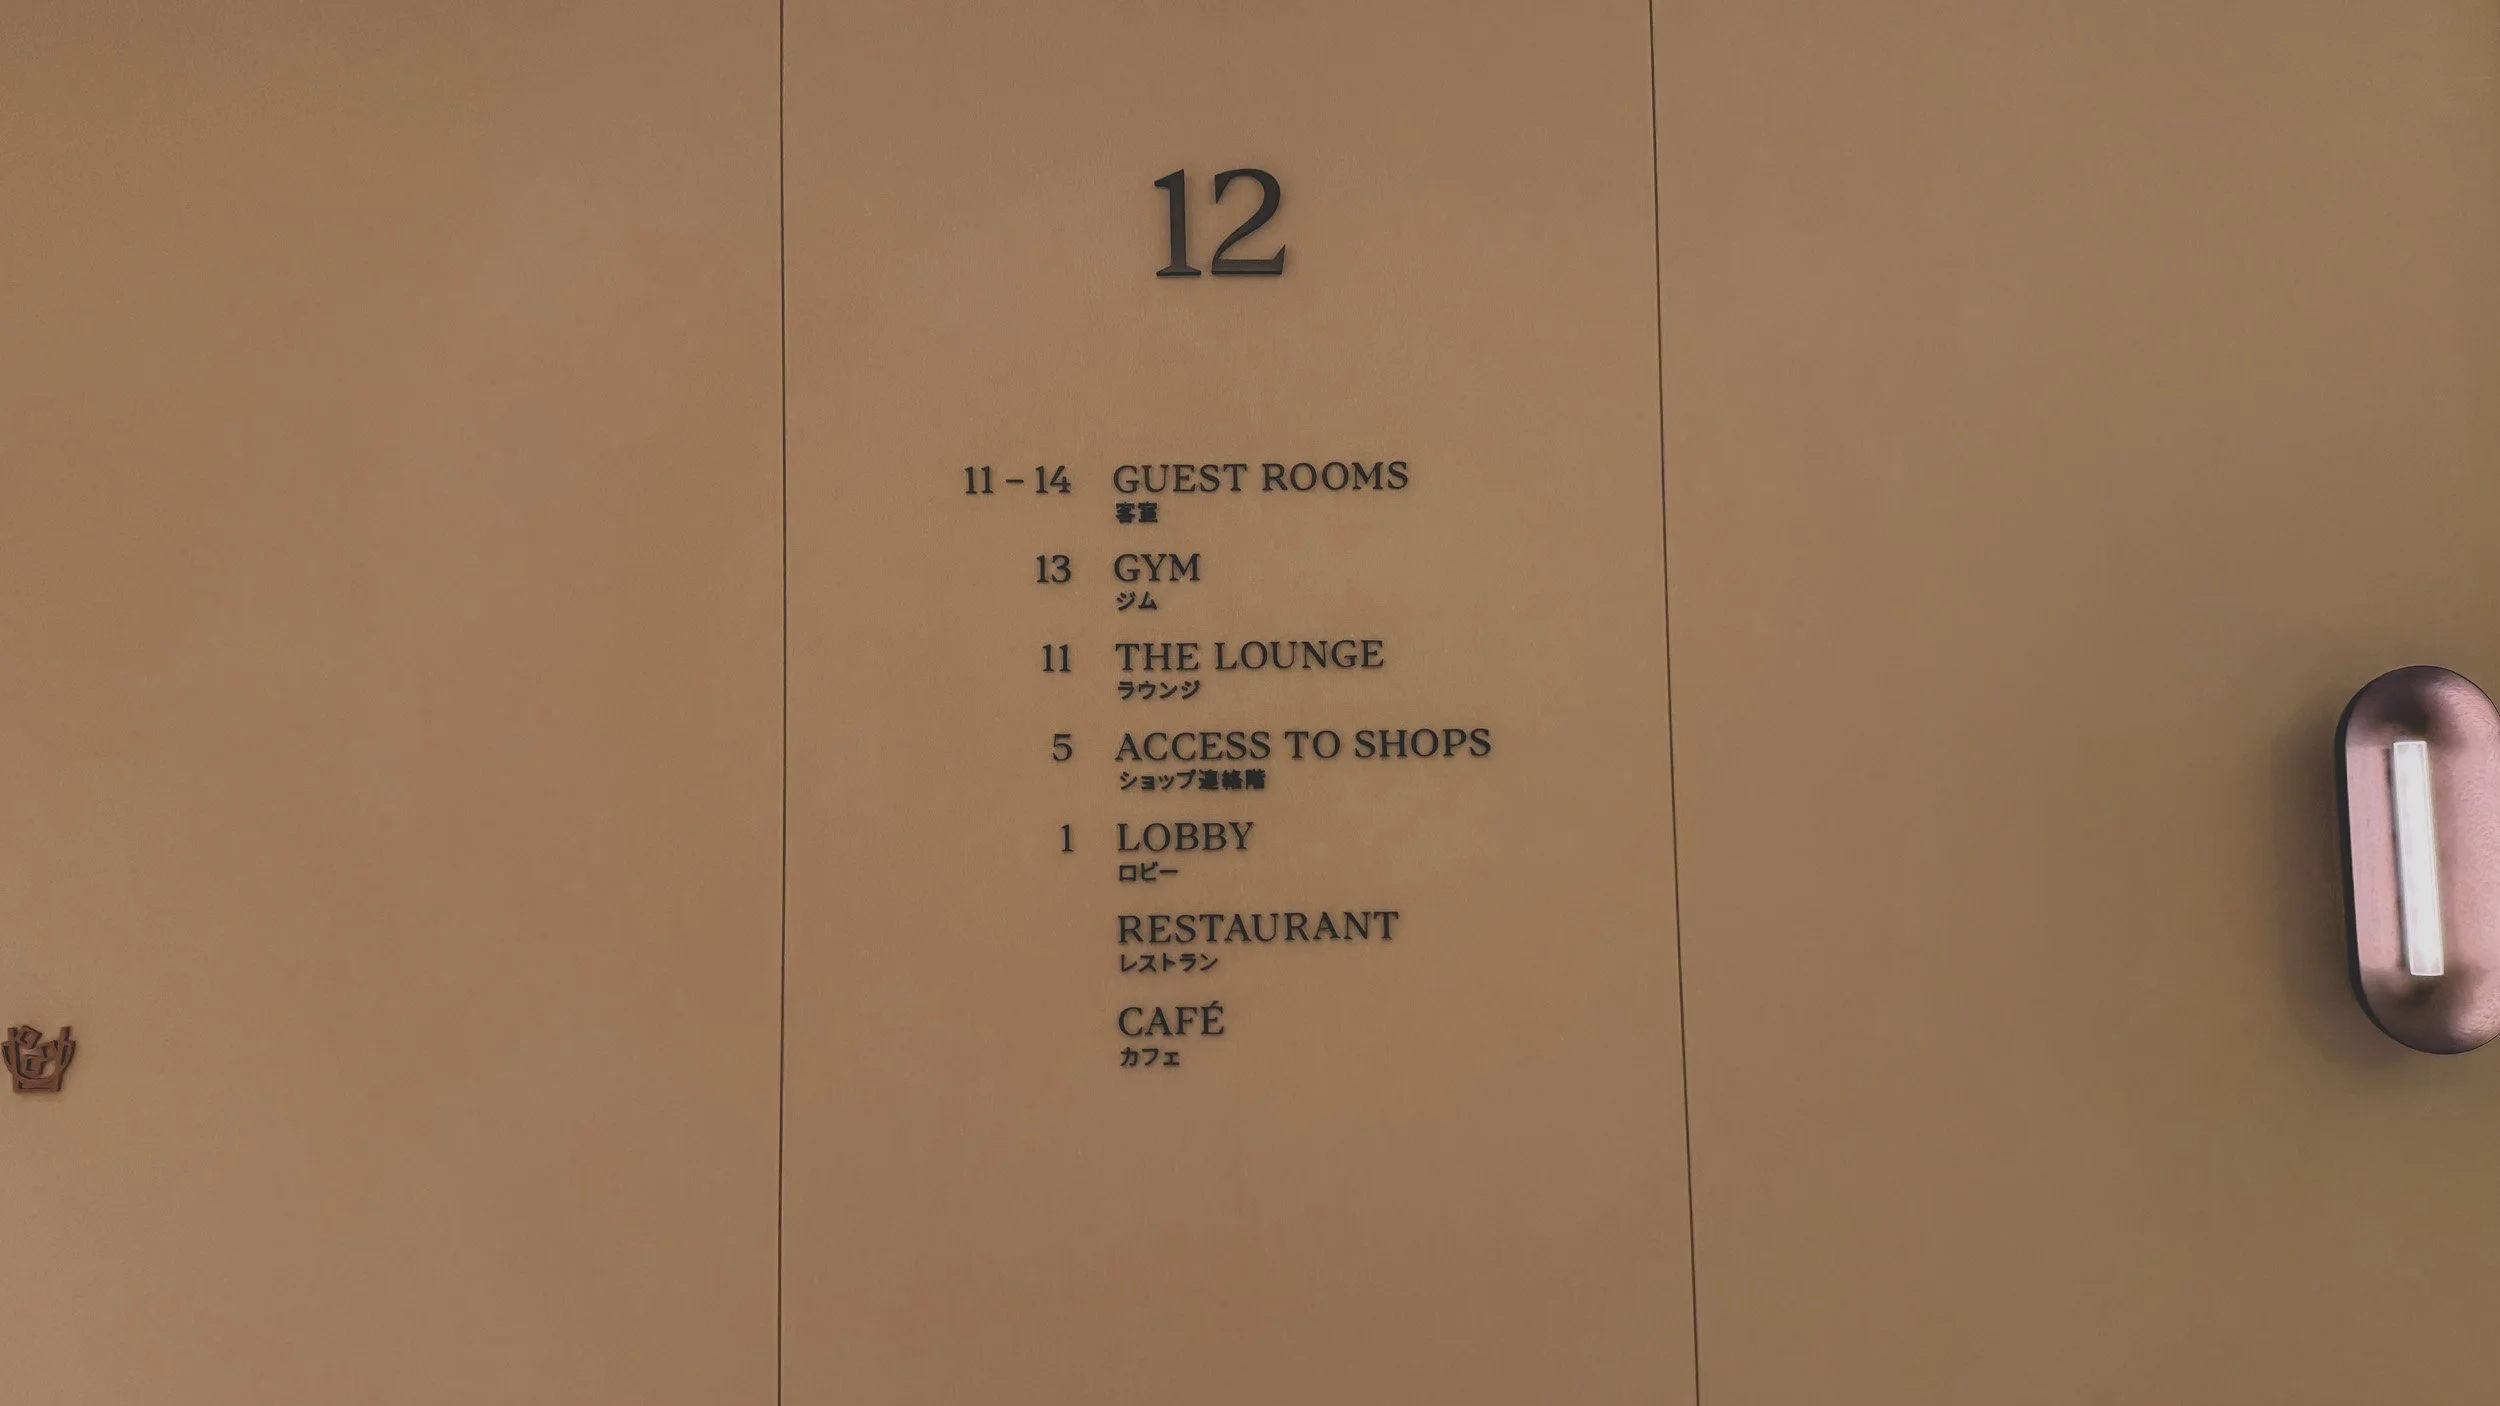 12
11 – 14 GUEST ROOMS
客室
13 GYM
ジム
11 THE LOUNGE
ラウンジ
5 ACCESS TO SHOPS
ショップ連絡階
1 LOBBY
ロビー
RESTAURANT
レストラン
CAFÉ
カフェ